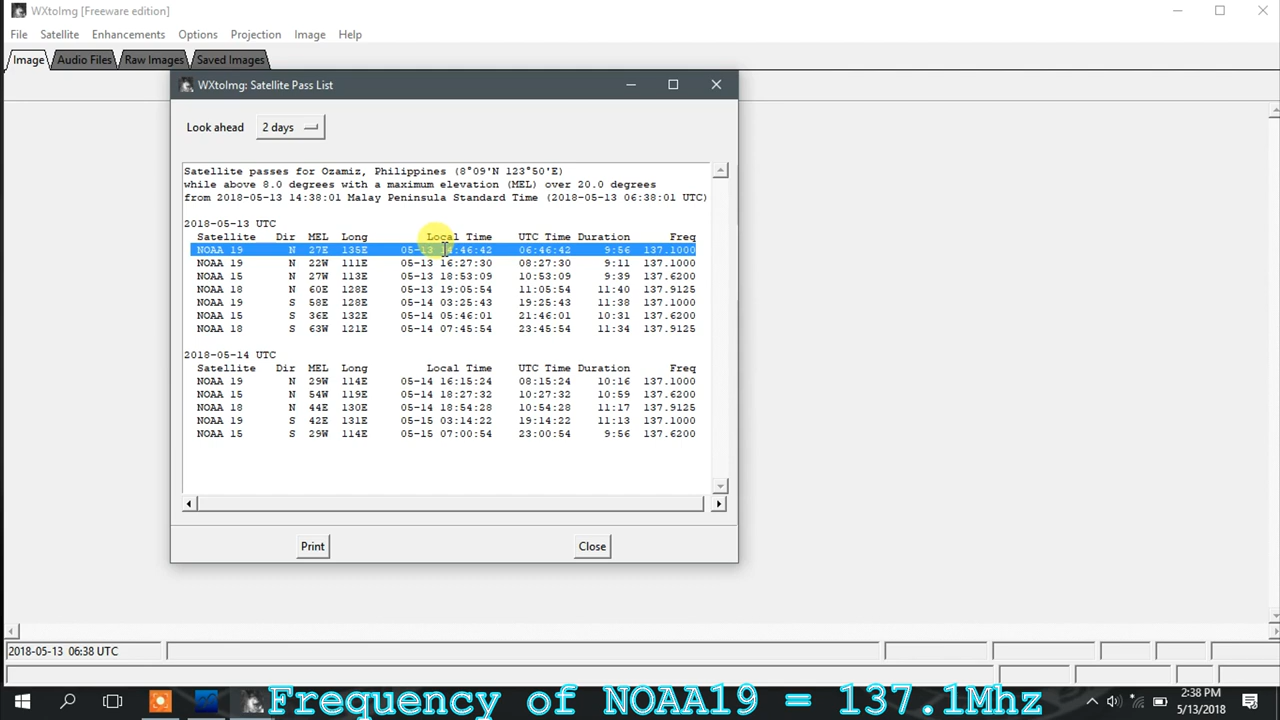 WXtoImg [Freeware edition]
File Satellite Enhancements Options Projection Image Help
Image Audio Files Raw Images Saved Images
WXtoImg: Satellite Pass List
Look ahead 2 days
Satellite passes for Ozamiz, Philippines (8°09'N 123°50'E)
while above 8.0 degrees with a maximum elevation (MEL) over 20.0 degrees
from 2018-05-13 14:38:01 Malay Peninsula Standard Time (2018-05-13 06:38:01 UTC)
2018-05-13 UTC
Satellite Dir MEL Long Local Time UTC Time Duration Freq
NOAA 19 N 27E 135E 05-13 14:46:42 06:46:42 9:56 137.1000
NOAA 19 N 22W 111E 05-13 16:27:30 08:27:30 9:11 137.1000
NOAA 15 N 27W 113E 05-13 18:53:09 10:53:09 9:39 137.6200
NOAA 18 N 60E 128E 05-13 19:05:54 11:05:54 11:40 137.9125
NOAA 19 S 58E 128E 05-14 03:25:43 19:25:43 11:38 137.1000
NOAA 15 S 36E 132E 05-14 05:46:01 21:46:01 10:31 137.6200
NOAA 18 S 63W 121E 05-14 07:45:54 23:45:54 11:34 137.9125
2018-05-14 UTC
Satellite Dir MEL Long Local Time UTC Time Duration Freq
NOAA 19 N 29W 114E 05-14 16:15:24 08:15:24 10:16 137.1000
NOAA 15 N 54W 119E 05-14 18:27:32 10:27:32 10:59 137.6200
NOAA 18 N 44E 130E 05-14 18:54:28 10:54:28 11:17 137.9125
NOAA 19 S 42E 131E 05-15 03:14:22 19:14:22 11:13 137.1000
NOAA 15 S 29W 114E 05-15 07:00:54 23:00:54 9:56 137.6200
Print Close
2018-05-13 06:38 UTC
Frequency of NOAA19 = 137.1Mhz
2:38 PM
5/13/2018